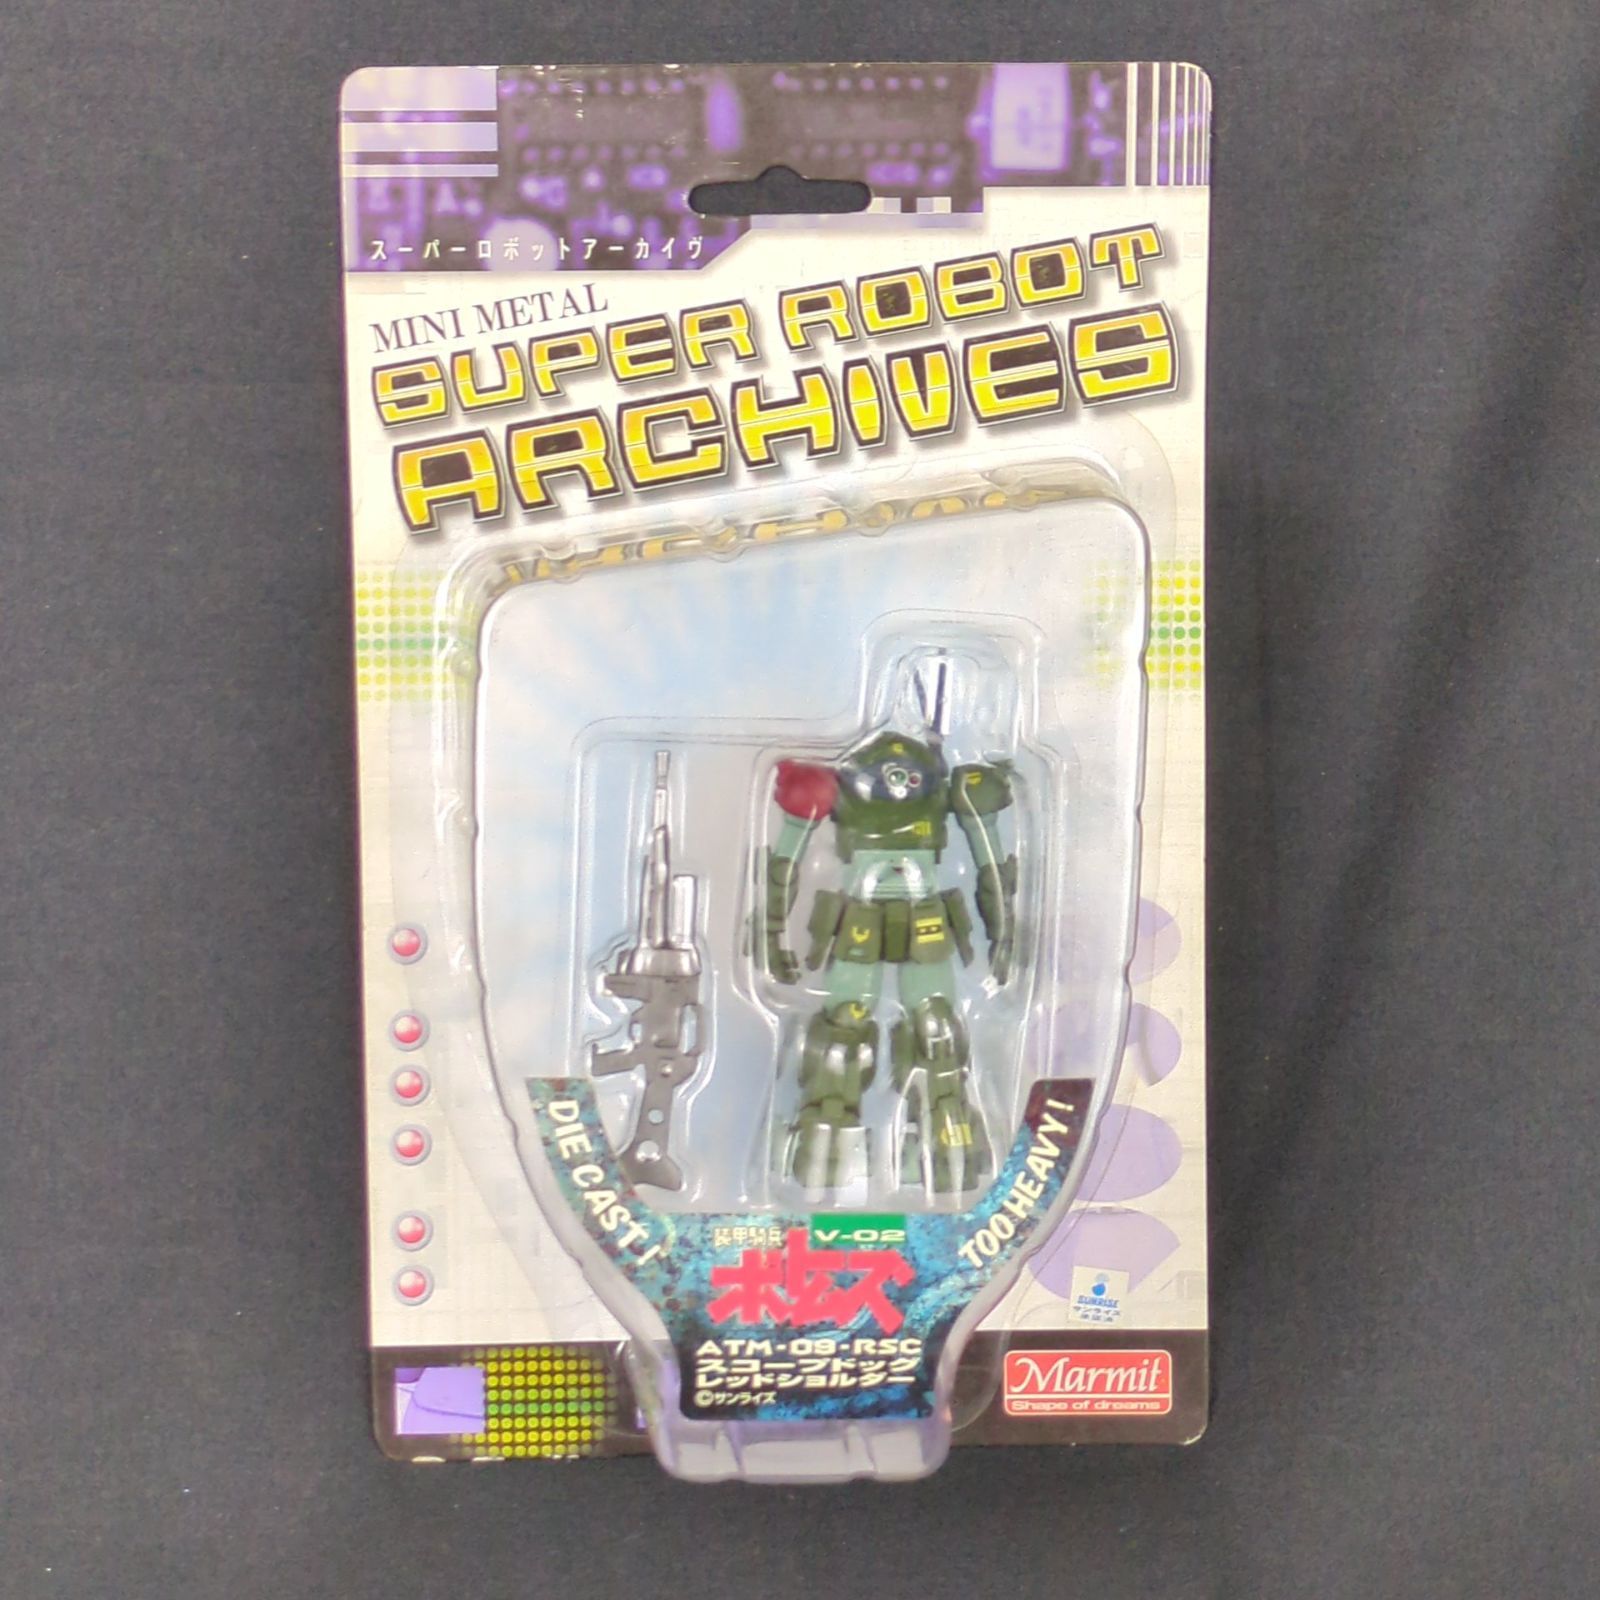 スーパーロボットアーカイヴ
MINI METAL
SUPER ROBOT
ARCHIVES
DIE CAST!
TOO HEAVY!
装甲騎兵 V-02
ボトムズ
ATM-09-RSC
スコープドッグ
レッドショルダー
©サンライズ
SUNRISE
サンライズ
Marmit
Shape of dreams